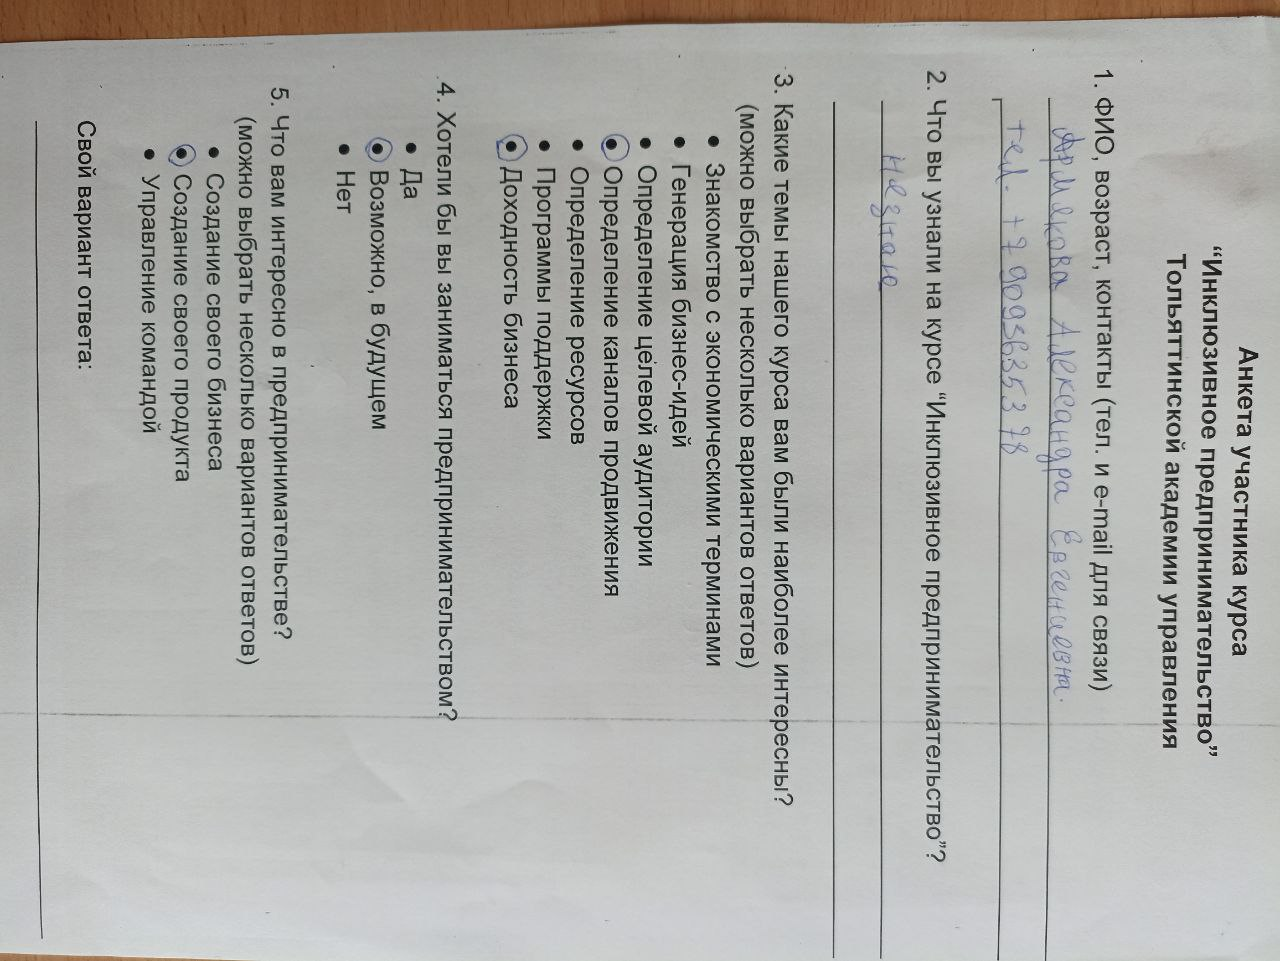 Анкета участника курса
“Инклюзивное предпринимательство”
Тольяттинской академии управления
1. ФИО, возраст, контакты (тел. и e-mail для связи)
Александра Евгениевна.
тел. +79093635378
2. Что вы узнали на курсе “Инклюзивное предпринимательство”?
Не знаю
3. Какие темы нашего курса вам были наиболее интересны?
(можно выбрать несколько вариантов ответов)
• Знакомство с экономическими терминами
• Генерация бизнес-идей
• Определение целевой аудитории
• Определение каналов продвижения
• Определение ресурсов
• Программы поддержки
• Доходность бизнеса
4. Хотели бы вы заниматься предпринимательством?
• Да
• Возможно, в будущем
• Нет
5. Что вам интересно в предпринимательстве?
(можно выбрать несколько вариантов ответов)
• Создание своего бизнеса
• Создание своего продукта
• Управление командой
Свой вариант ответа: